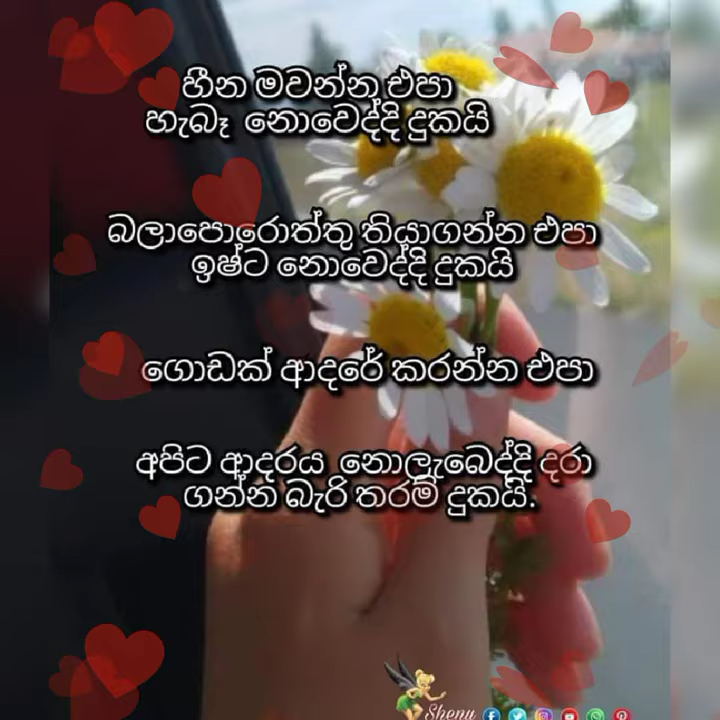 හීන මවන්න එපා
හැබෑ නොවෙද්දි දුකයි
බලාපොරොත්තු තියාගන්න එපා
ඉෂ්ට නොවෙද්දි දුකයි
ගොඩක් ආදරේ කරන්න එපා
අපිට ආදරය නොලැබෙද්දි දරා
ගන්න බැරි තරම් දුකයි.
Shenu